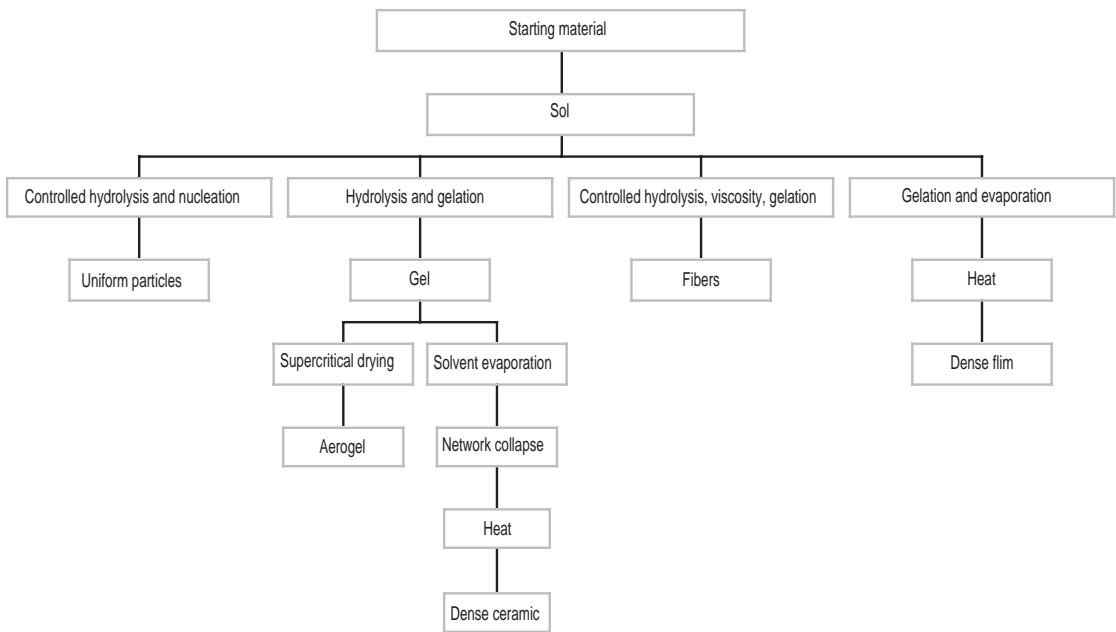 Starting material
Sol
Controlled hydrolysis and nucleation
Hydrolysis and gelation
Controlled hydrolysis, viscosity, gelation
Gelation and evaporation
Uniform particles
Gel
Fibers
Heat
Supercritical drying
Solvent evaporation
Dense flim
Aerogel
Network collapse
Heat
Dense ceramic